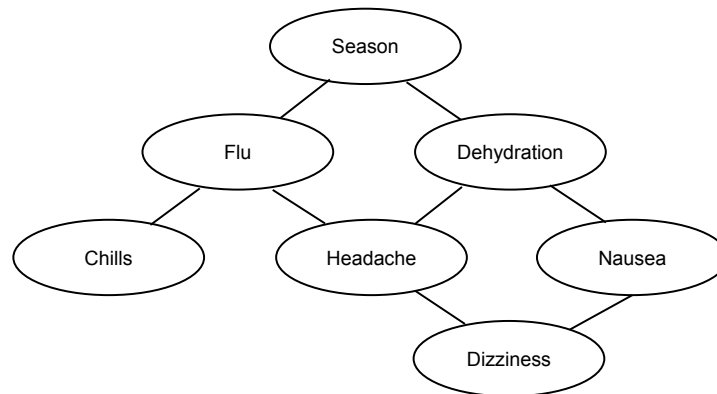 Season
Flu
Dehydration
Chills
Headache
Nausea
Dizziness